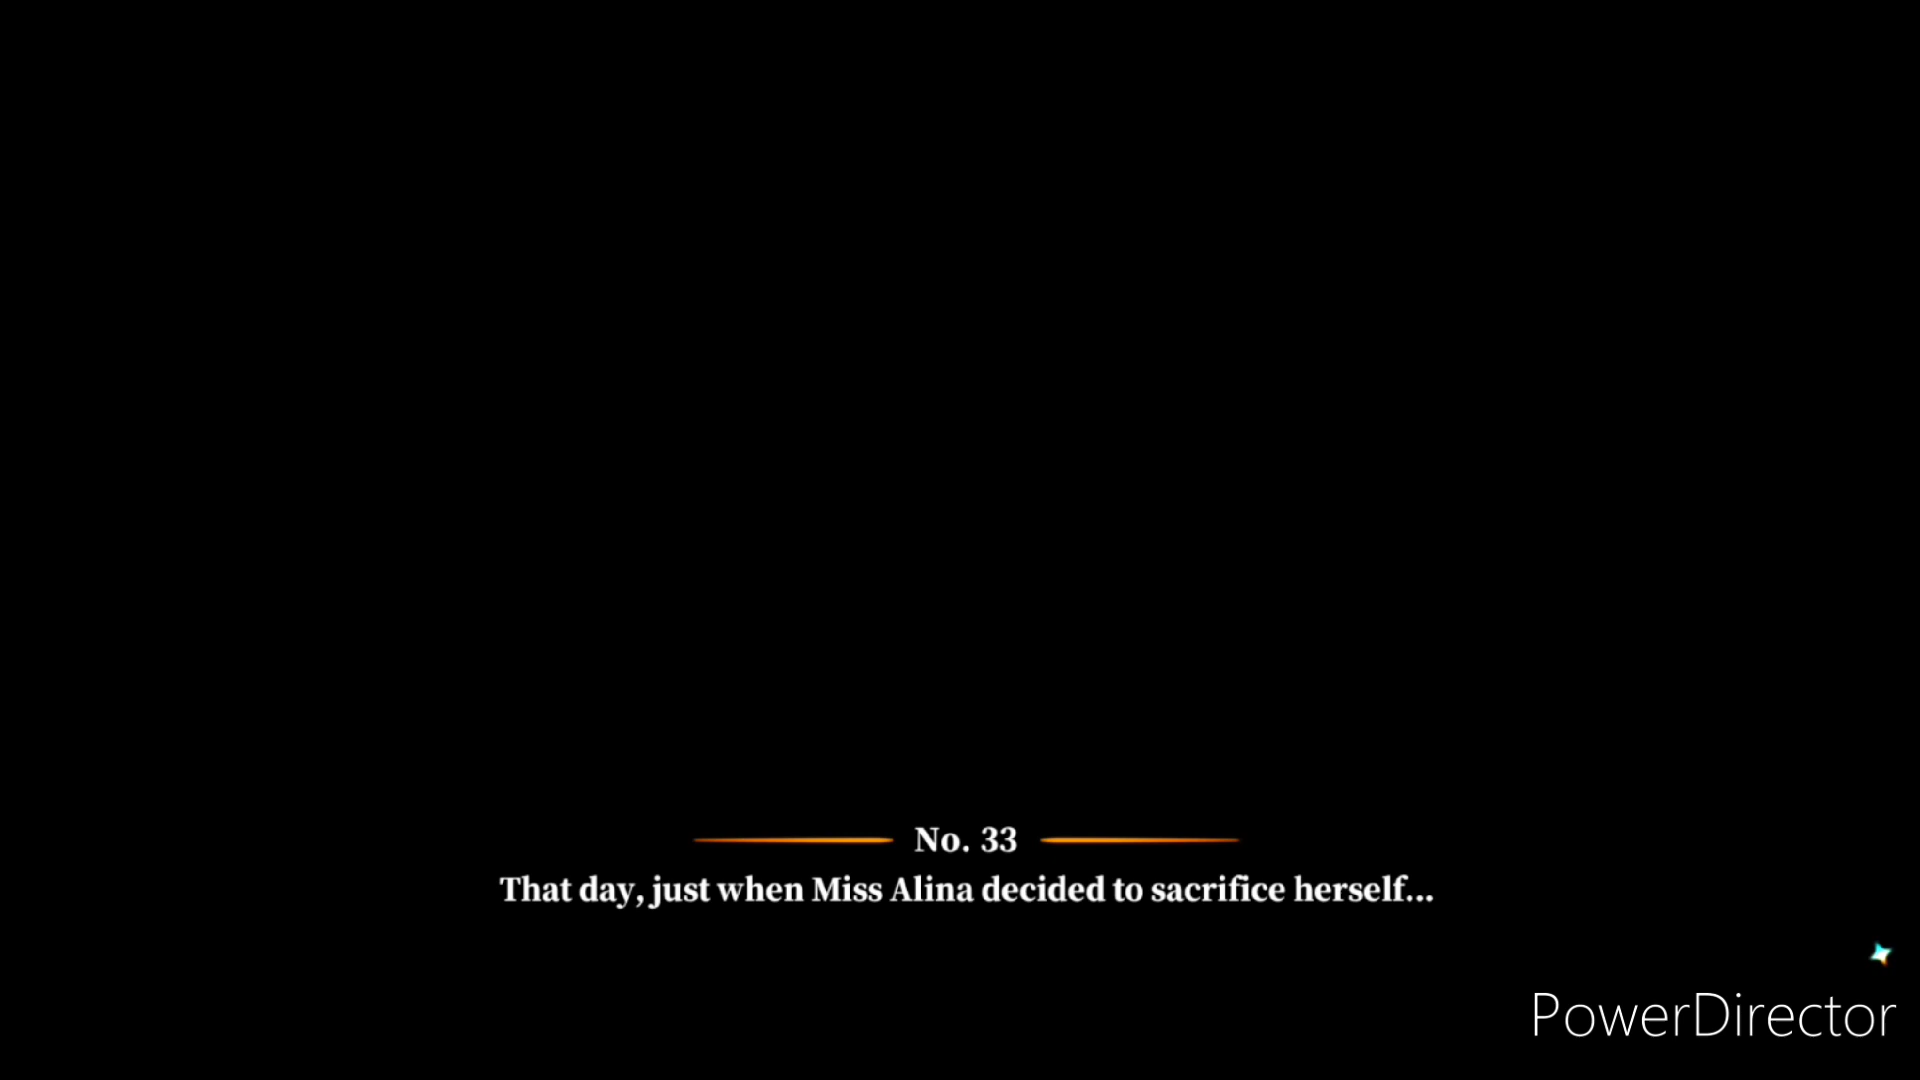 No. 33
That day, just when Miss Alina decided to sacrifice herself...
PowerDirector